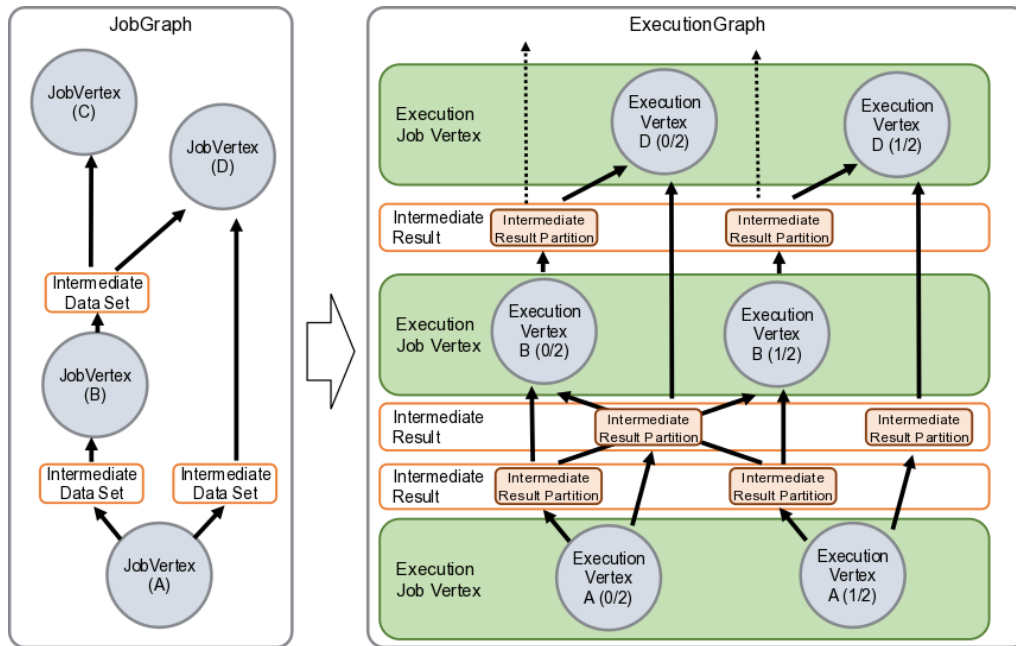 JobGraph
JobVertex
(C)
JobVertex
(D)
Intermediate
Data Set
JobVertex
(B)
Intermediate
Data Set
Intermediate
Data Set
JobVertex
(A)
ExecutionGraph
Execution
Job Vertex
Execution
Vertex
D (0/2)
Execution
Vertex
D (1/2)
Intermediate
Result
Intermediate
Result Partition
Intermediate
Result Partition
Execution
Job Vertex
Execution
Vertex
B (0/2)
Execution
Vertex
B (1/2)
Intermediate
Result
Intermediate
Result Partition
Intermediate
Result Partition
Intermediate
Result
Intermediate
Result Partition
Intermediate
Result Partition
Execution
Job Vertex
Execution
Vertex
A (0/2)
Execution
Vertex
A (1/2)